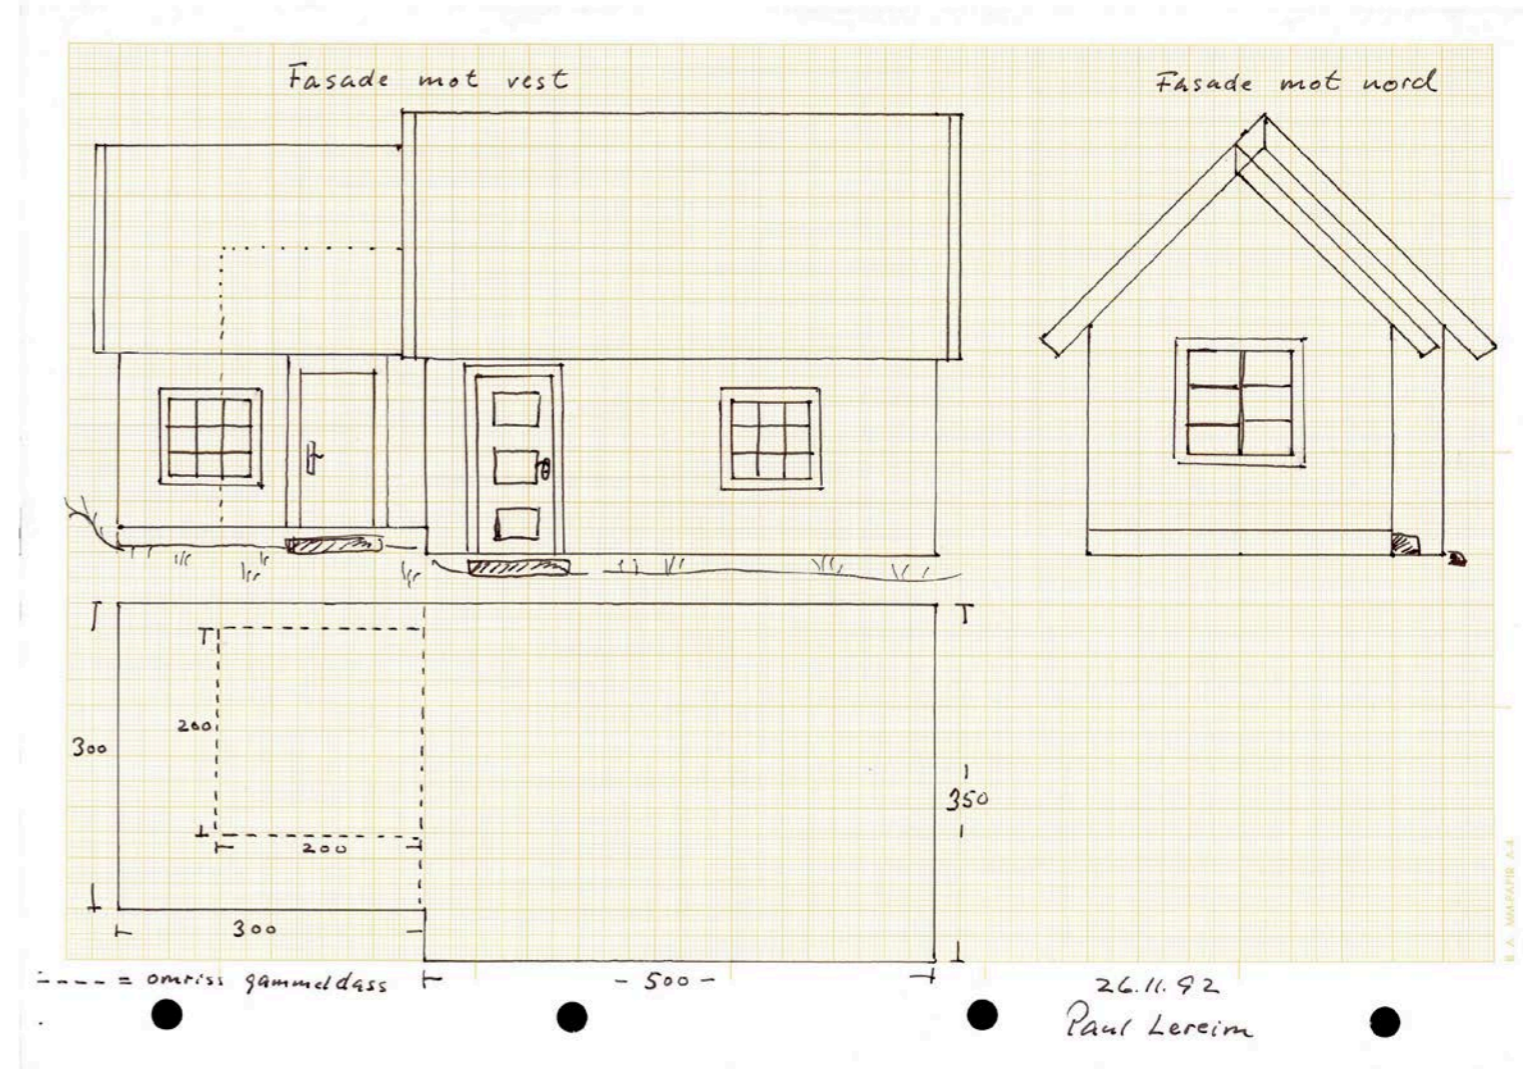 Fasade mot vest
Fasade mot nord
200
300
200
350
300
---- = omriss gammeldass
- 500 -
26.11.92
Paul Lereim